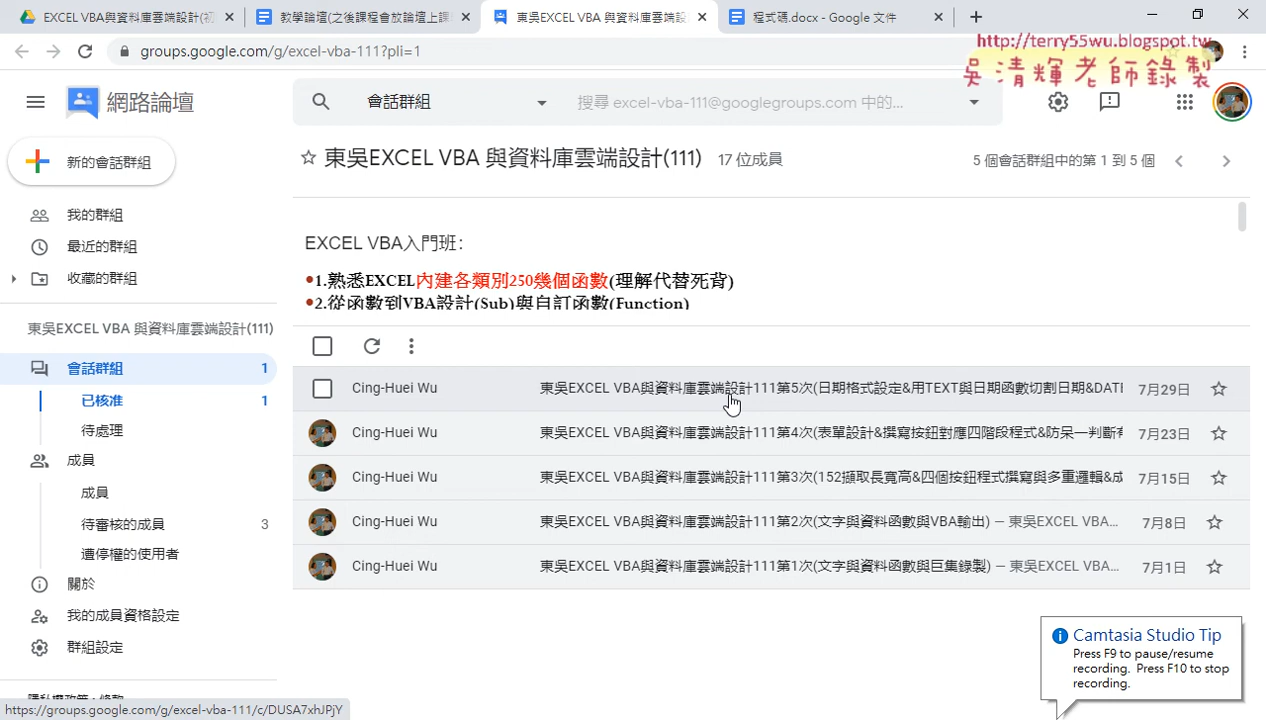 EXCEL VBA與資料庫雲端設計(初
教學論壇(之後課程會放論壇上課
東吳EXCEL VBA 與資料庫雲端設
程式碼.docx - Google 文件
groups.google.com/g/excel-vba-111?pli=1
http://terry55wu.blogspot.tw
吳清輝老師錄製
網路論壇
會話群組
搜尋 excel-vba-111@googlegroups.com 中的...
新的會話群組
東吳EXCEL VBA 與資料庫雲端設計(111)
17 位成員
5 個會話群組中的第 1 到 5 個
我的群組
最近的群組
收藏的群組
EXCEL VBA入門班:
•1.熟悉EXCEL內建各類別250幾個函數(理解代替死背)
•2.從函數到VBA設計(Sub)與自訂函數(Function)
東吳EXCEL VBA 與資料庫雲端設計(111)
會話群組 1
已核准 1
待處理
成員
成員
待審核的成員 3
遭停權的使用者
關於
我的成員資格設定
群組設定
Cing-Huei Wu 東吳EXCEL VBA與資料庫雲端設計111第5次(日期格式設定&用TEXT與日期函數切割日期&DATE 7月29日
Cing-Huei Wu 東吳EXCEL VBA與資料庫雲端設計111第4次(表單設計&撰寫按鈕對應四階段程式&防呆一判斷 7月23日
Cing-Huei Wu 東吳EXCEL VBA與資料庫雲端設計111第3次(152擷取長寬高&四個按鈕程式撰寫與多重邏輯&成 7月15日
Cing-Huei Wu 東吳EXCEL VBA與資料庫雲端設計111第2次(文字與資料函數與VBA輸出) – 東吳EXCEL VBA... 7月8日
Cing-Huei Wu 東吳EXCEL VBA與資料庫雲端設計111第1次(文字與資料函數與巨集錄製) – 東吳EXCEL VBA... 7月1日
Camtasia Studio Tip
Press F9 to pause/resume
recording. Press F10 to stop
recording.
https://groups.google.com/g/excel-vba-111/c/DUSA7xhJPjY